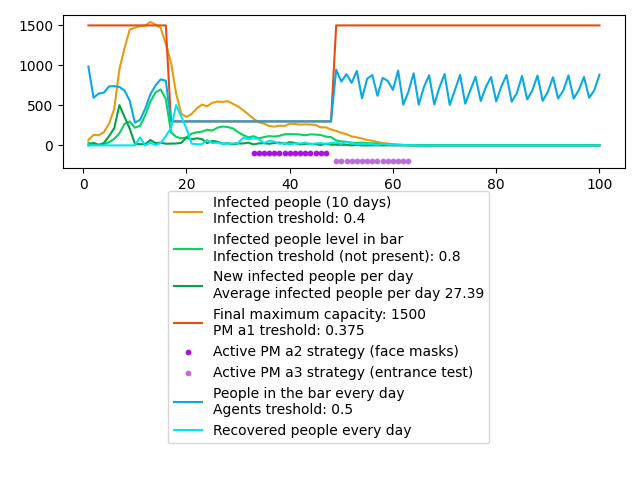 1500
1000
500
0
0
20
40
60
80
100
Infected people (10 days)
Infection treshold: 0.4
Infected people level in bar
Infection treshold (not present): 0.8
New infected people per day
Average infected people per day 27.39
Final maximum capacity: 1500
PM a1 treshold: 0.375
Active PM a2 strategy (face masks)
Active PM a3 strategy (entrance test)
People in the bar every day
Agents treshold: 0.5
Recovered people every day